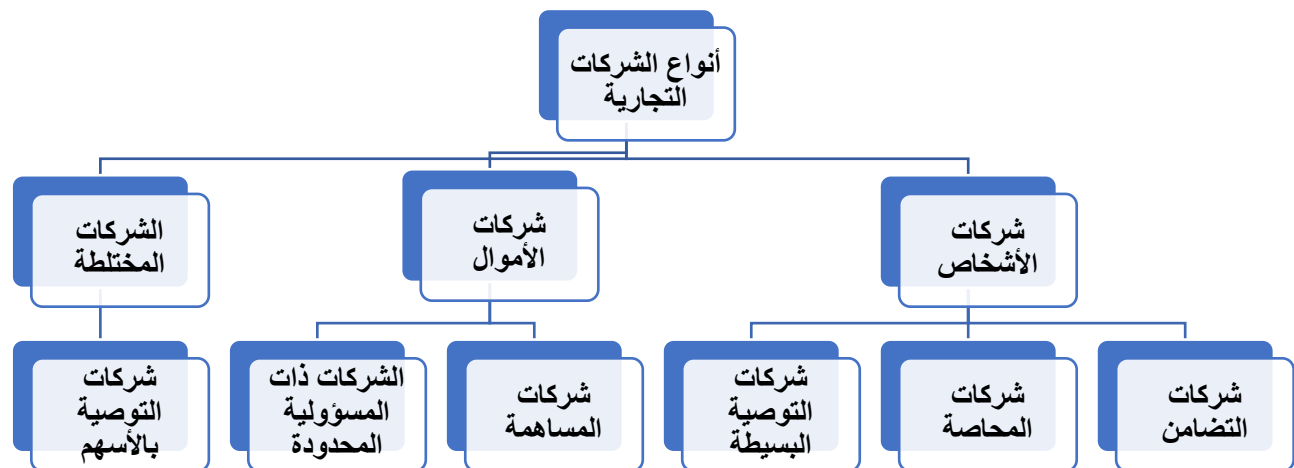 أنواع الشركات
التجارية
شركات
الأشخاص
شركات
الأموال
الشركات
المختلطة
شركات
التضامن
شركات
المحاصة
شركات
التوصية
البسيطة
شركات
المساهمة
الشركات ذات
المسؤولية
المحدودة
شركات
التوصية
بالأسهم